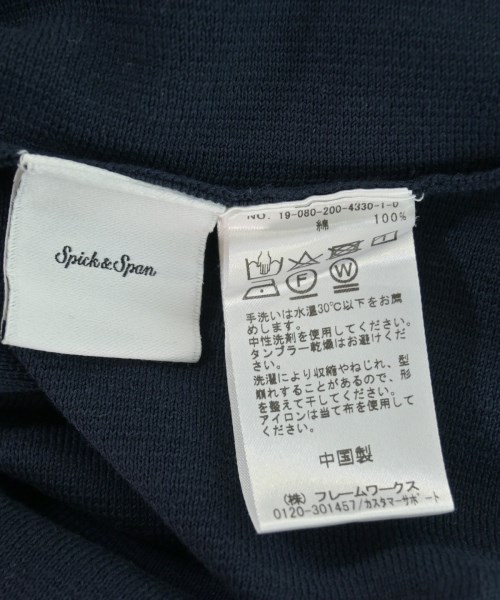 Spick&Span
NO. 19-080-200-4330-1-0
綿 100%
手洗いは水温30℃以下をお薦
めします。
中性洗剤を使用してください。
タンブラー乾燥はお避けくだ
さい。
洗濯により収縮やねじれ、型
崩れすることがあるので、形
を整えて干してください。
アイロンは当て布を使用して
ください。
中国製
(株) フレームワークス
0120-301457/カスタマーサポート